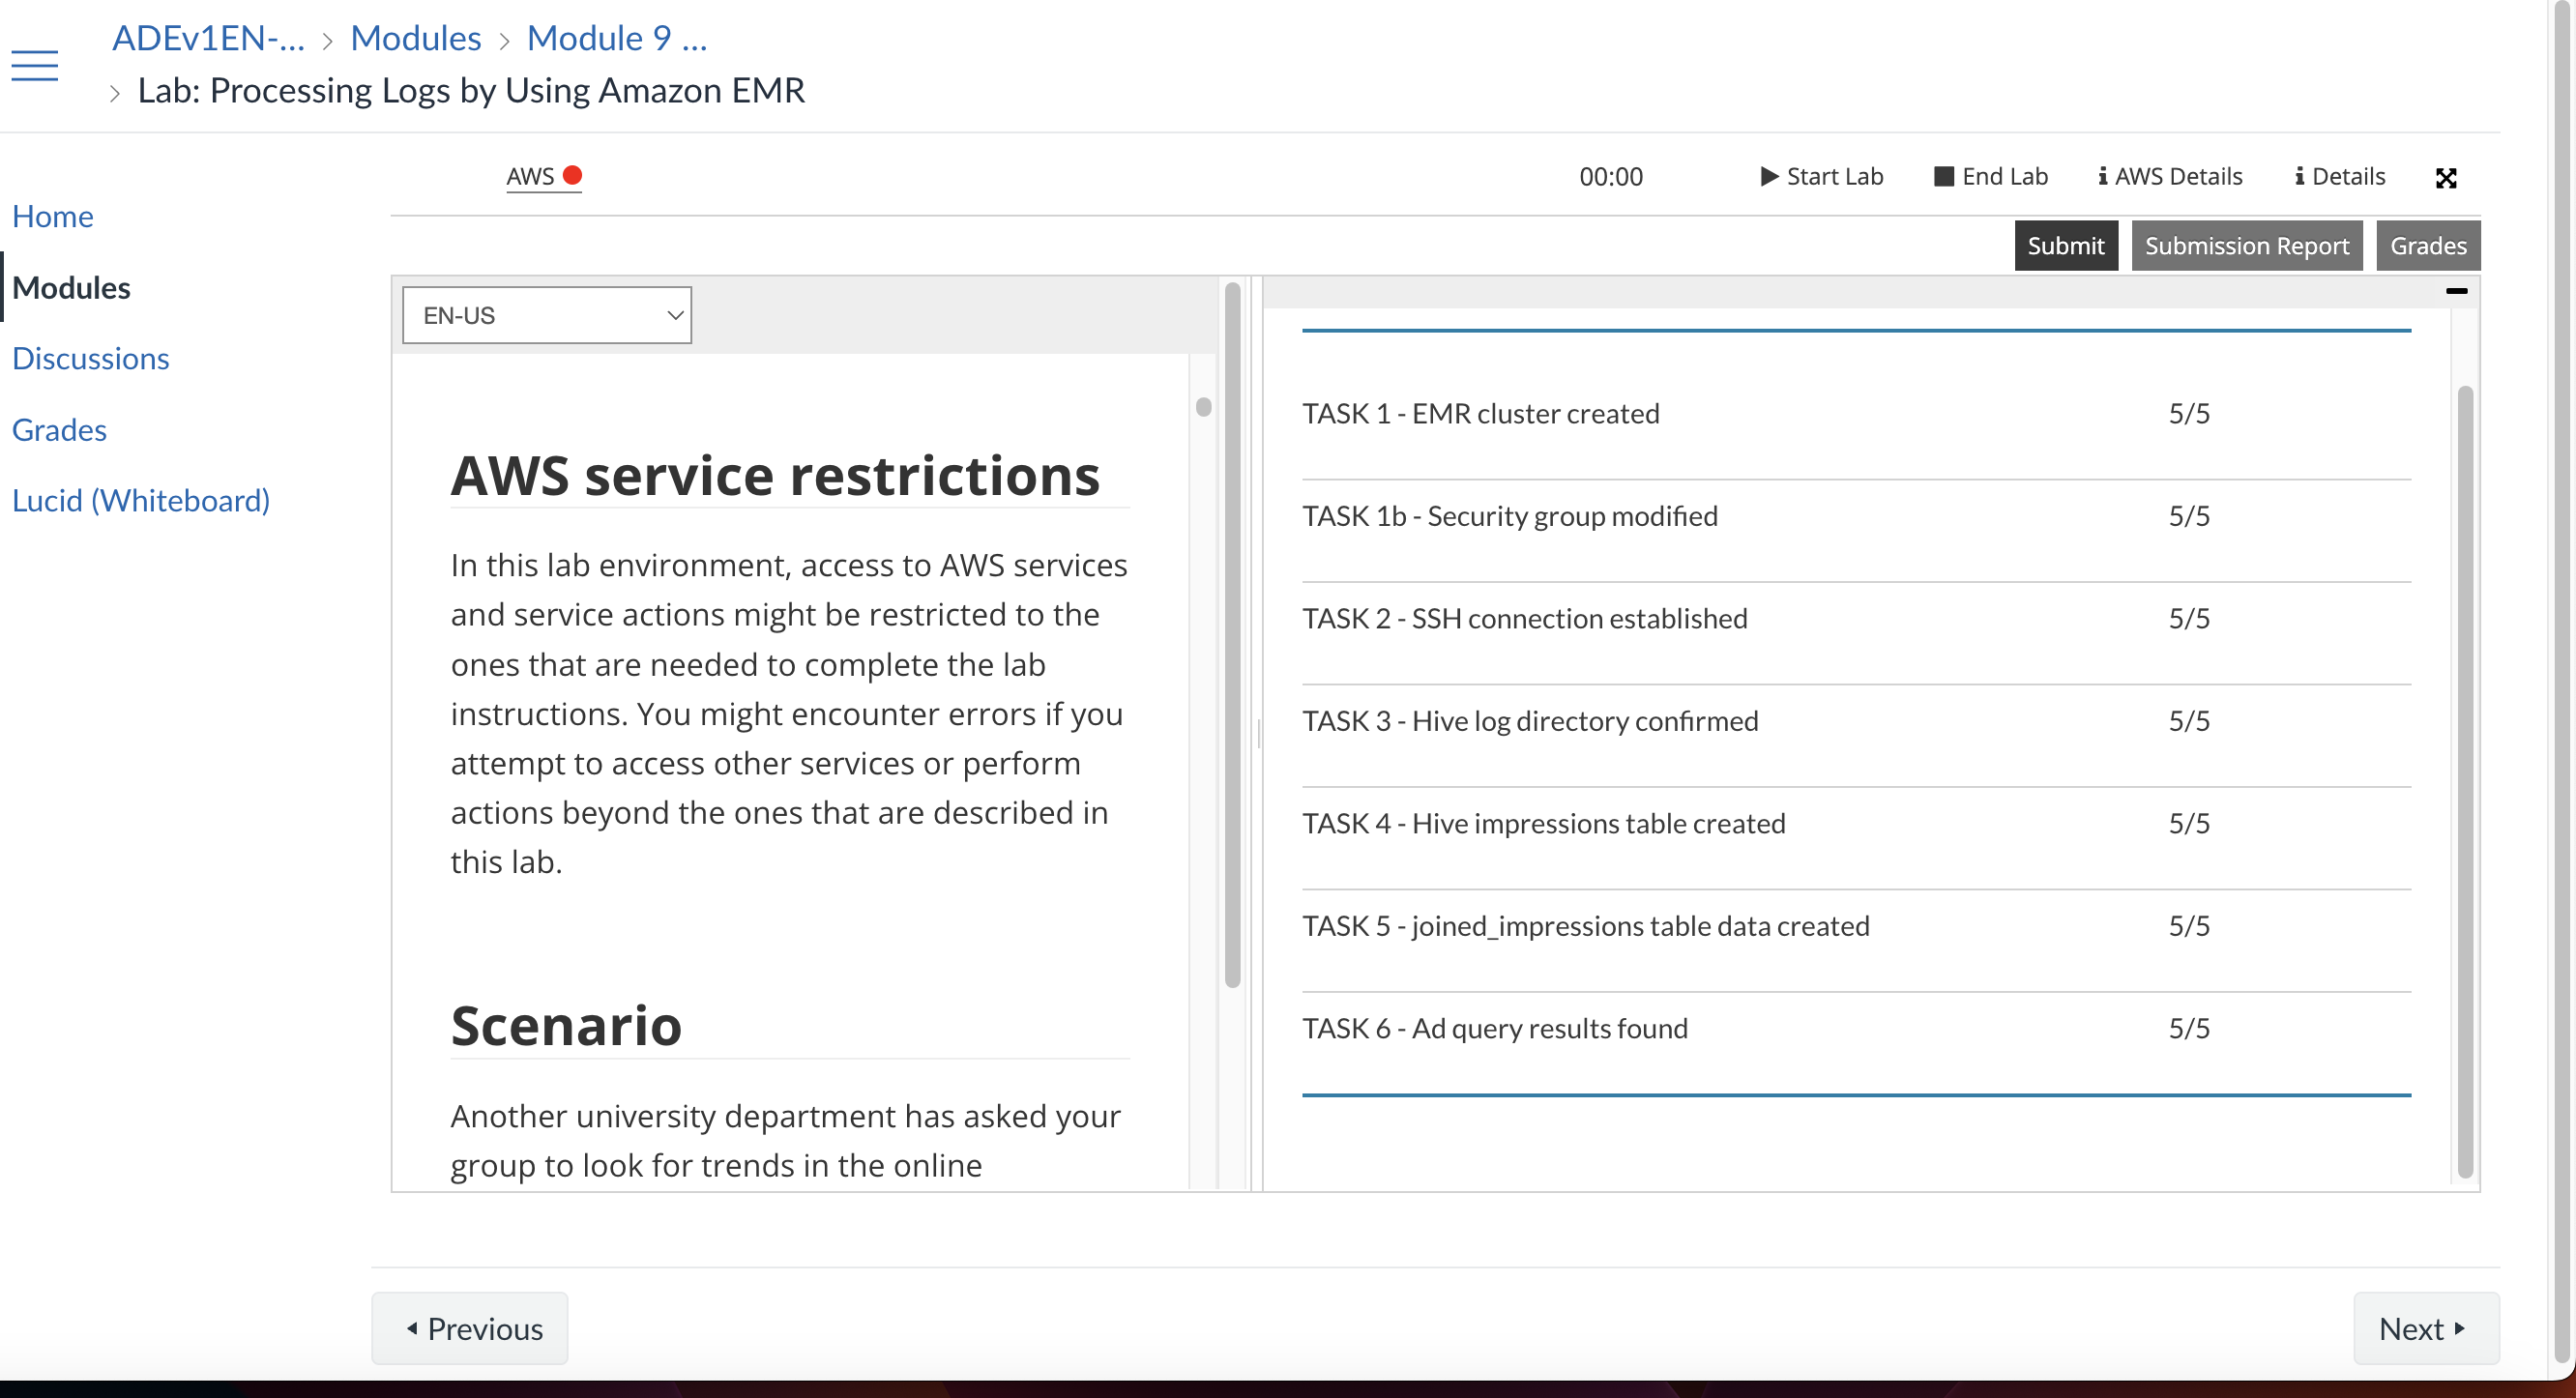 ADEv1EN-... > Modules > Module 9 ...
> Lab: Processing Logs by Using Amazon EMR
AWS
00:00
Start Lab
End Lab
AWS Details
Details
Submit
Submission Report
Grades
Home
Modules
Discussions
Grades
Lucid (Whiteboard)
EN-US
AWS service restrictions
In this lab environment, access to AWS services
and service actions might be restricted to the
ones that are needed to complete the lab
instructions. You might encounter errors if you
attempt to access other services or perform
actions beyond the ones that are described in
this lab.
Scenario
Another university department has asked your
group to look for trends in the online
TASK 1 - EMR cluster created 5/5
TASK 1b - Security group modified 5/5
TASK 2 - SSH connection established 5/5
TASK 3 - Hive log directory confirmed 5/5
TASK 4 - Hive impressions table created 5/5
TASK 5 - joined_impressions table data created 5/5
TASK 6 - Ad query results found 5/5
Previous
Next